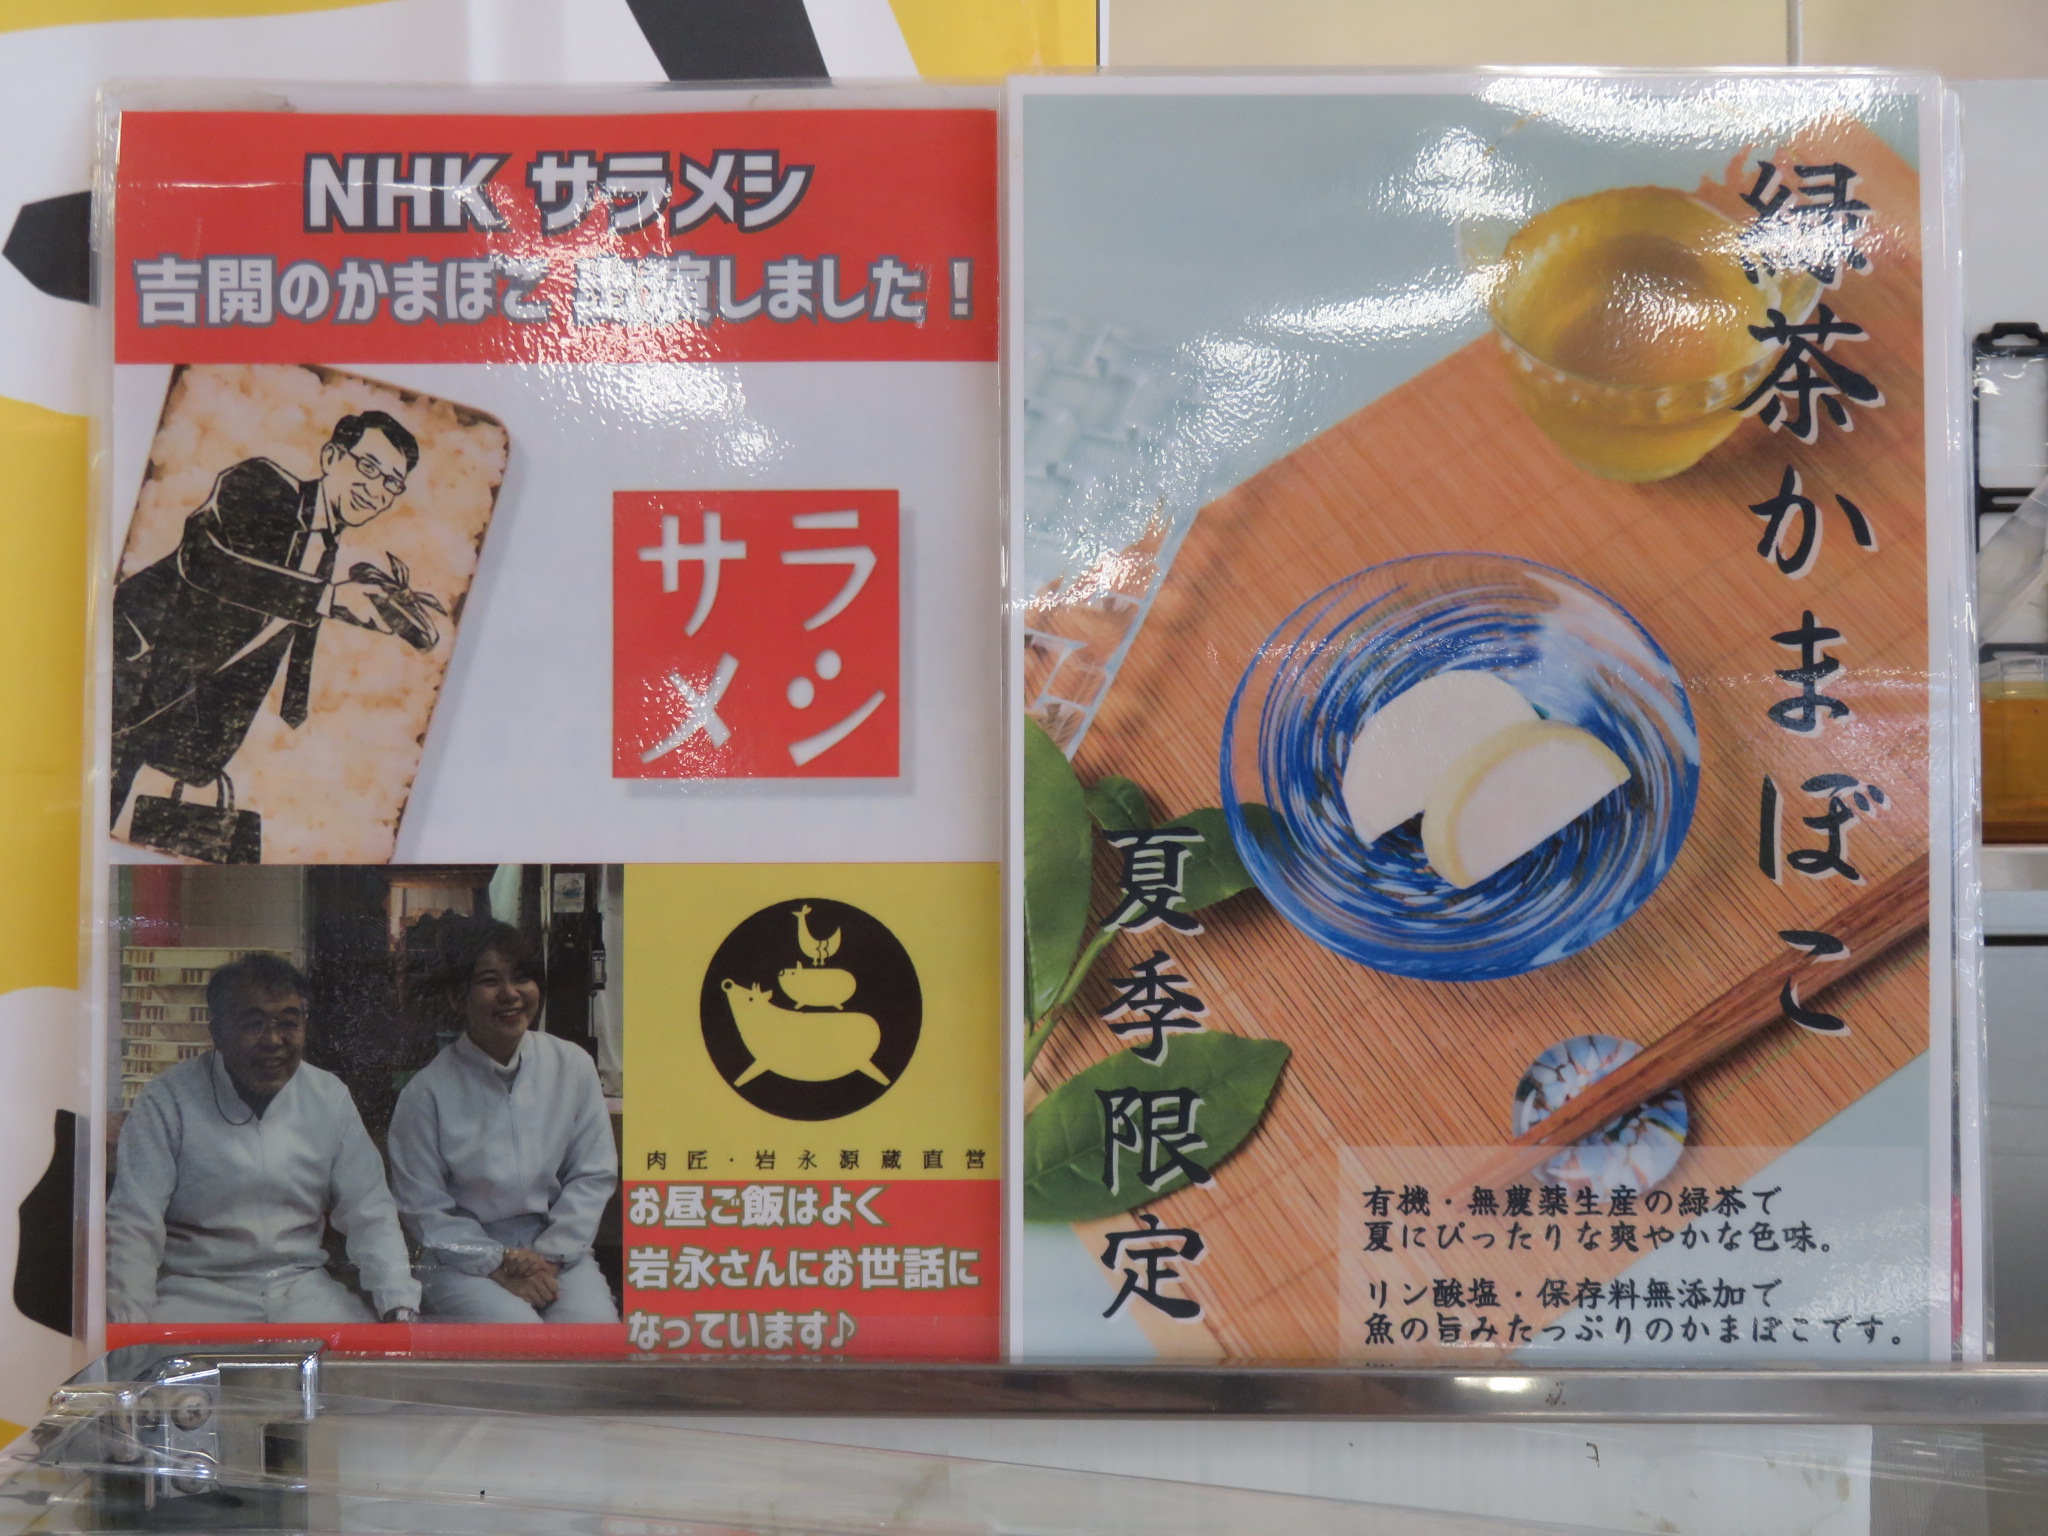 NHK サラメシ
吉開のかまぼこ 出演しました！
サラ
メシ
肉匠・岩永源蔵直営
お昼ご飯はよく
岩永さんにお世話に
なっています♪
緑茶かまぼこ
夏季限定
有機・無農薬生産の緑茶で
夏にぴったりな爽やかな色味。
リン酸塩・保存料無添加で
魚の旨みたっぷりのかまぼこです。